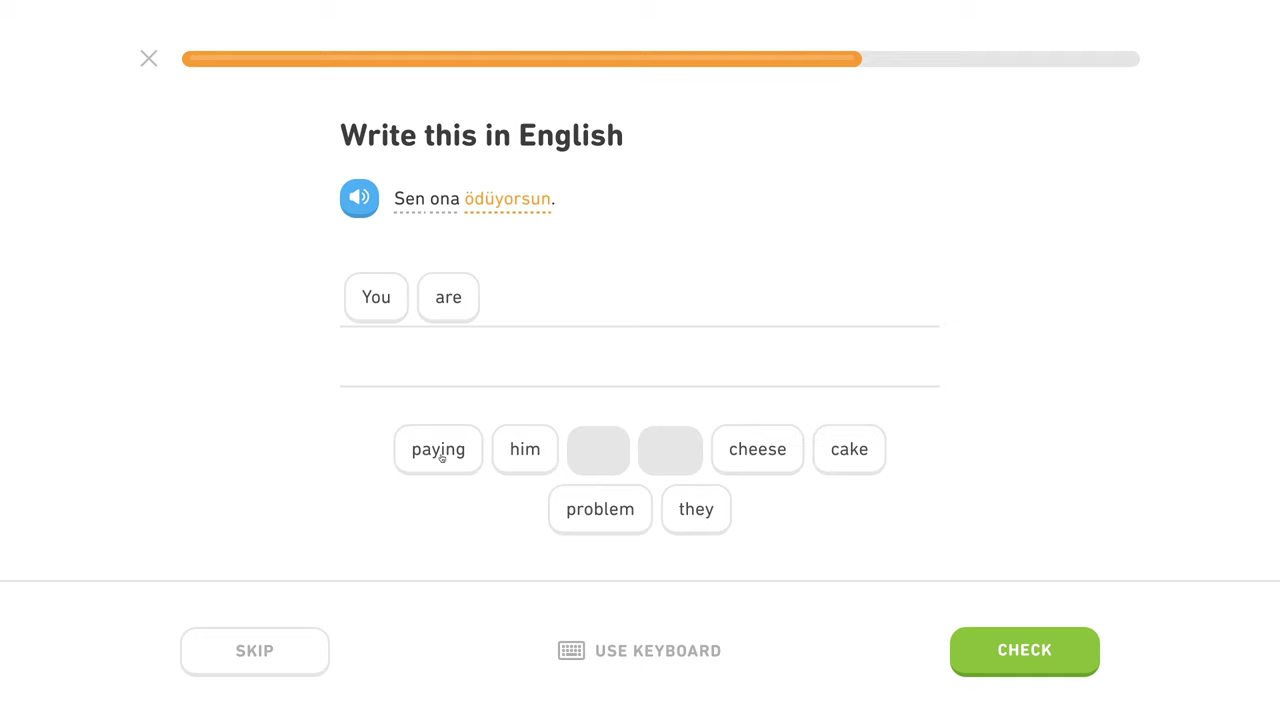 Write this in English
Sen ona ödüyorsun.
You are
paying him cheese cake
problem they
SKIP USE KEYBOARD CHECK